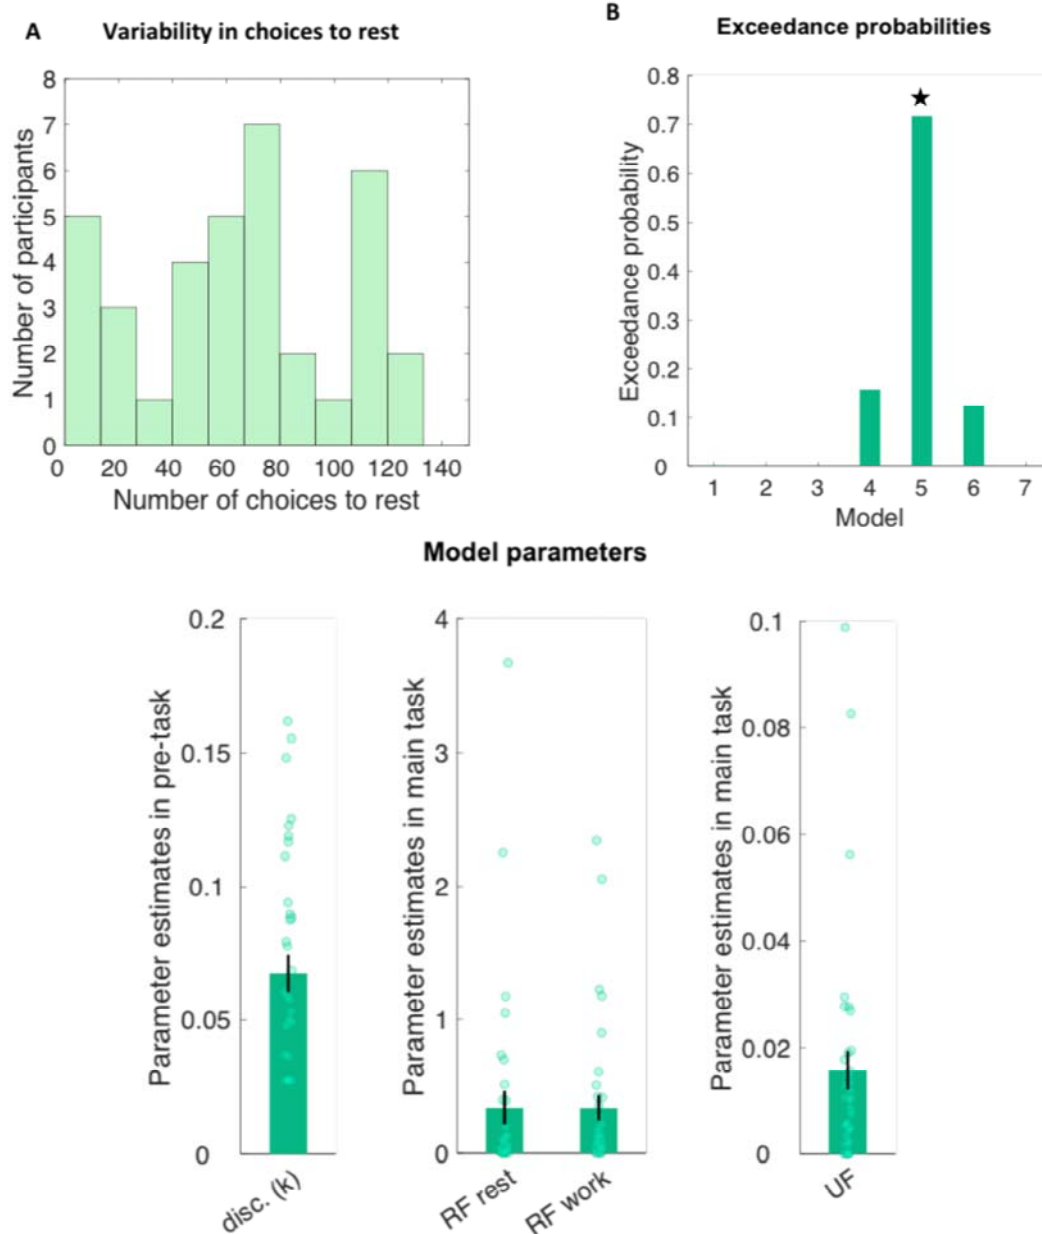 A
Variability in choices to rest
Number of participants
8
7
6
5
4
3
2
1
0
0 20 40 60 80 100 120 140
Number of choices to rest
B
Exceedance probabilities
Exceedance probability
0.8
0.7
0.6
0.5
0.4
0.3
0.2
0.1
0
1 2 3 4 5 6 7
Model
Model parameters
Parameter estimates in pre-task
0.2
0.15
0.1
0.05
0
disc. (k)
Parameter estimates in main task
4
3
2
1
0
RF rest
RF work
Parameter estimates in main task
0.1
0.08
0.06
0.04
0.02
0
UF